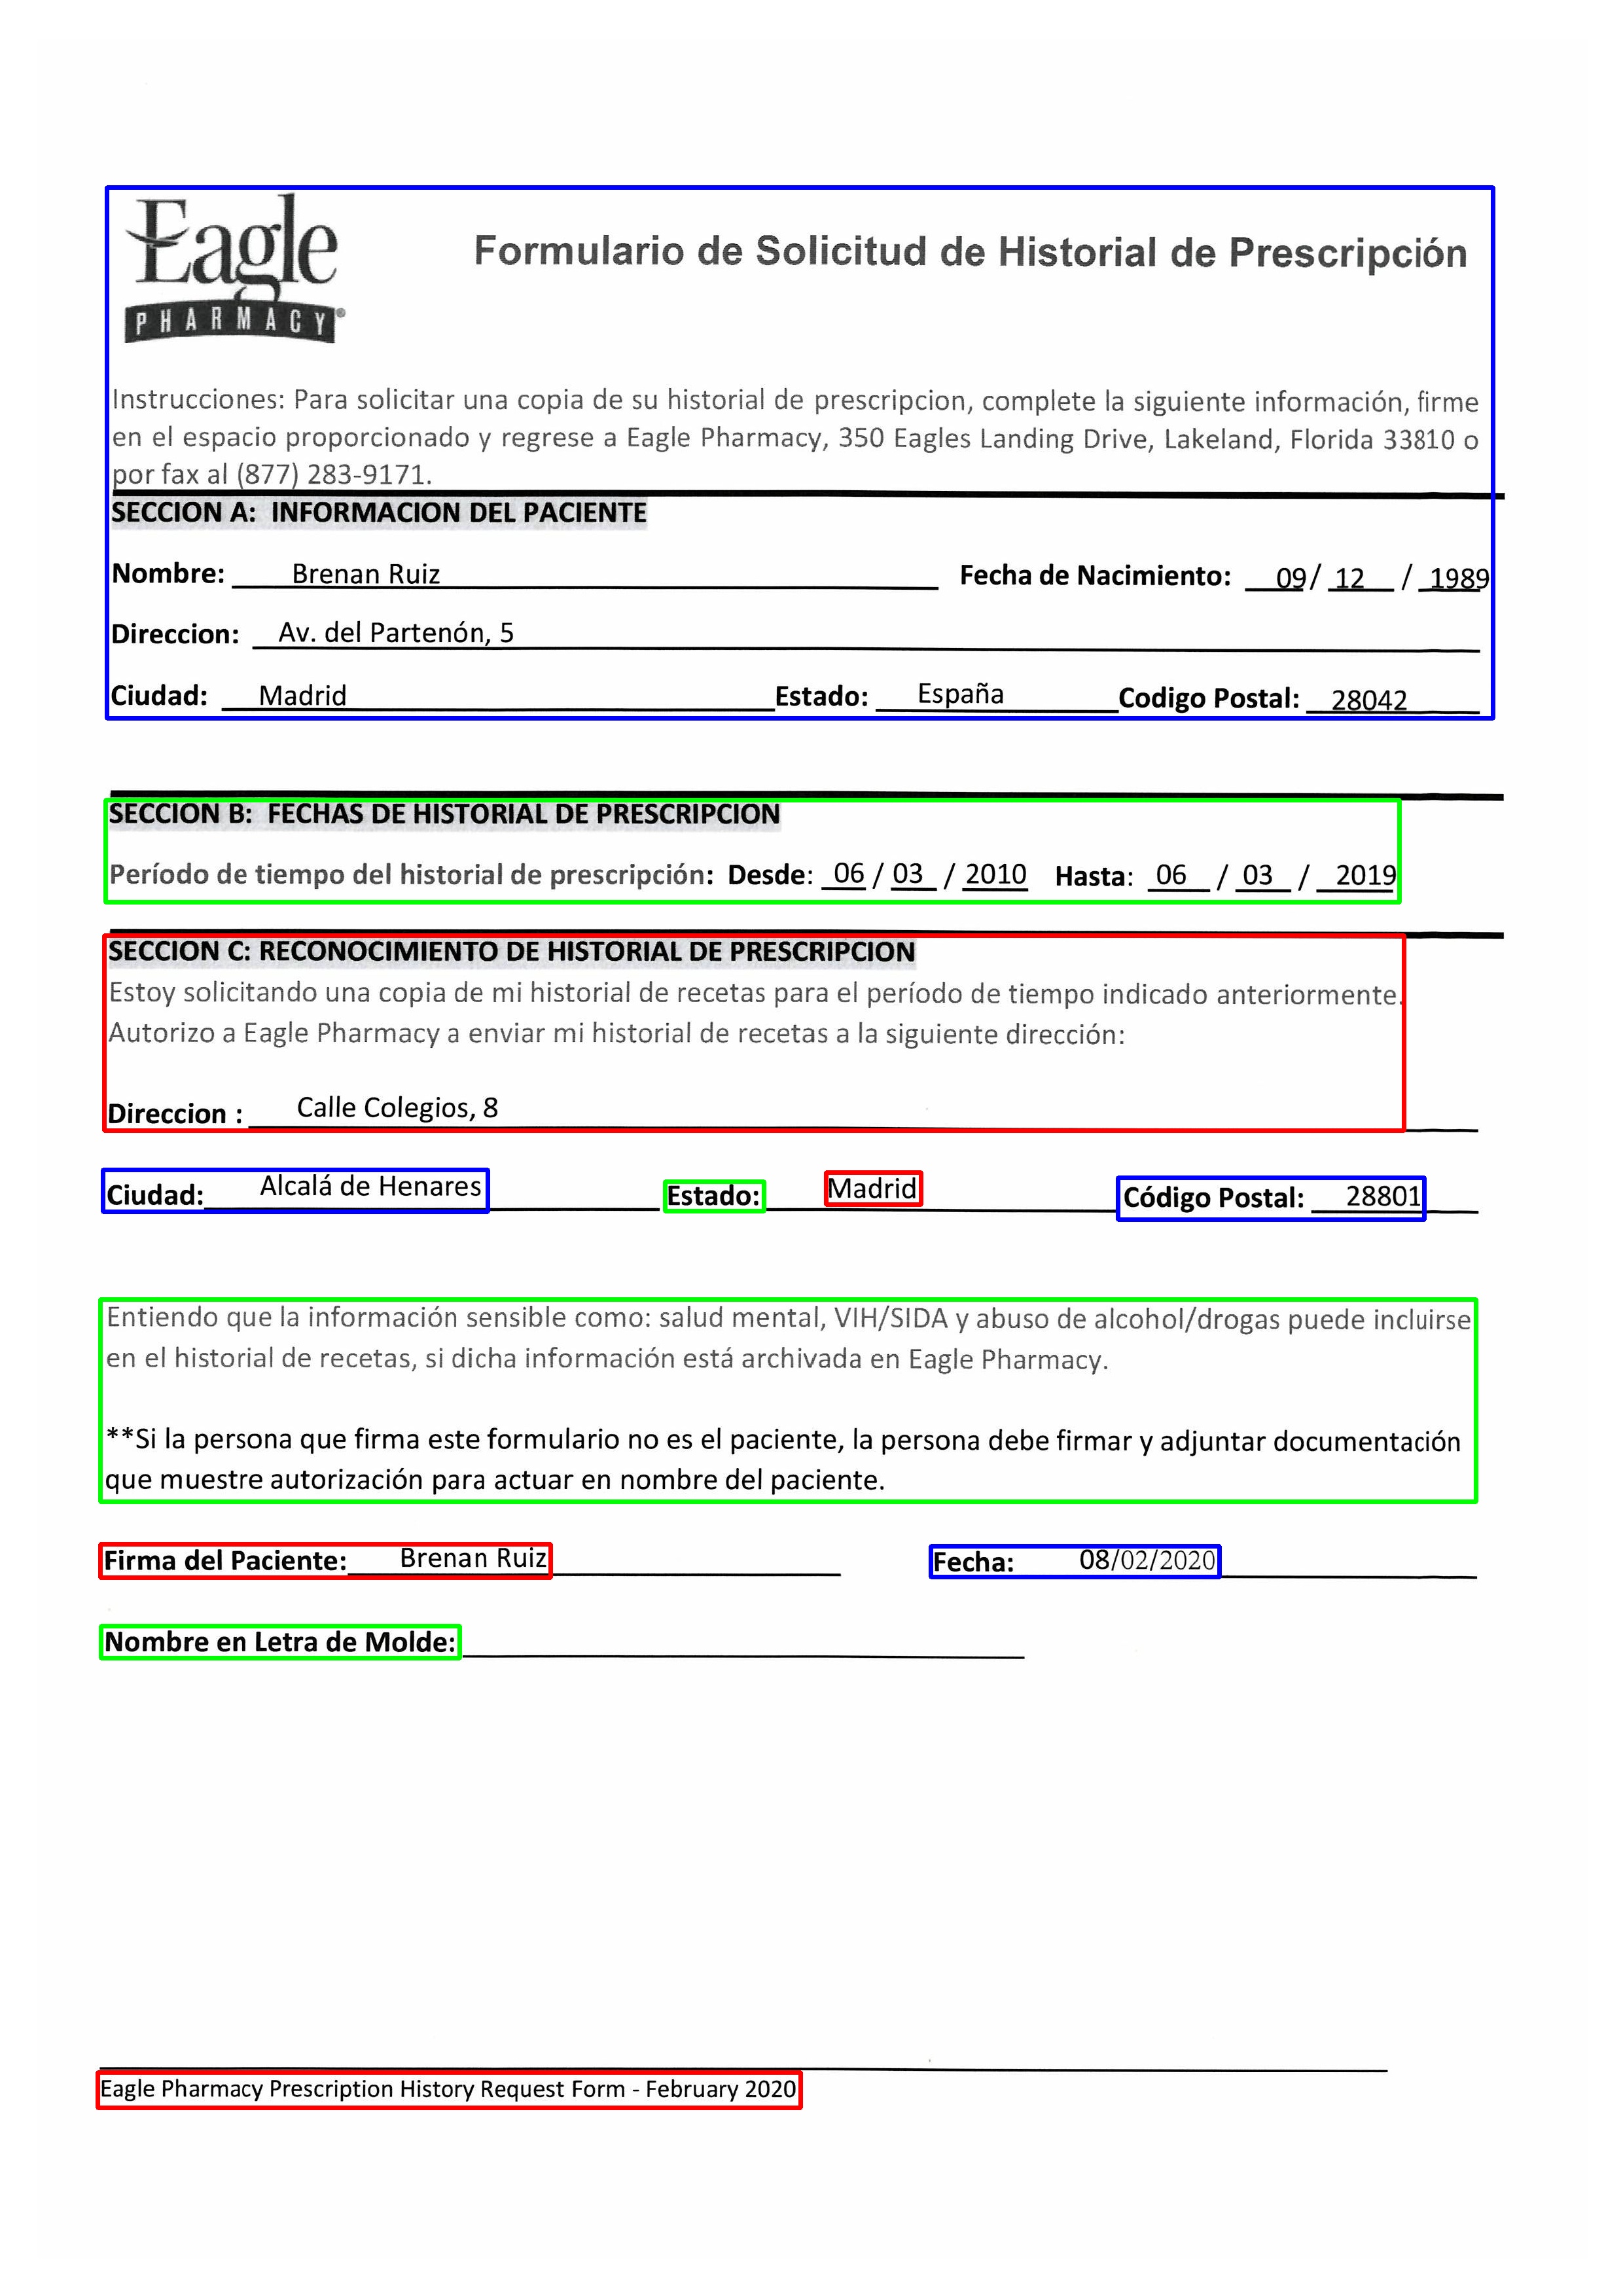 Eagle
PHARMACY®
Formulario de Solicitud de Historial de Prescripción
Instrucciones: Para solicitar una copia de su historial de prescripcion, complete la siguiente información, firme
en el espacio proporcionado y regrese a Eagle Pharmacy, 350 Eagles Landing Drive, Lakeland, Florida 33810 o
por fax al (877) 283-9171.
SECCION A: INFORMACION DEL PACIENTE
Nombre: Brenan Ruiz Fecha de Nacimiento: 09/ 12 / 1989
Direccion: Av. del Partenón, 5
Ciudad: Madrid Estado: España Codigo Postal: 28042
SECCION B: FECHAS DE HISTORIAL DE PRESCRIPCION
Período de tiempo del historial de prescripción: Desde: 06 / 03 / 2010 Hasta: 06 / 03 / 2019
SECCION C: RECONOCIMIENTO DE HISTORIAL DE PRESCRIPCION
Estoy solicitando una copia de mi historial de recetas para el período de tiempo indicado anteriormente.
Autorizo a Eagle Pharmacy a enviar mi historial de recetas a la siguiente dirección:
Direccion : Calle Colegios, 8
Ciudad: Alcalá de Henares Estado: Madrid Código Postal: 28801
Entiendo que la información sensible como: salud mental, VIH/SIDA y abuso de alcohol/drogas puede incluirse
en el historial de recetas, si dicha información está archivada en Eagle Pharmacy.
**Si la persona que firma este formulario no es el paciente, la persona debe firmar y adjuntar documentación
que muestre autorización para actuar en nombre del paciente.
Firma del Paciente: Brenan Ruiz Fecha: 08/02/2020
Nombre en Letra de Molde:
Eagle Pharmacy Prescription History Request Form - February 2020